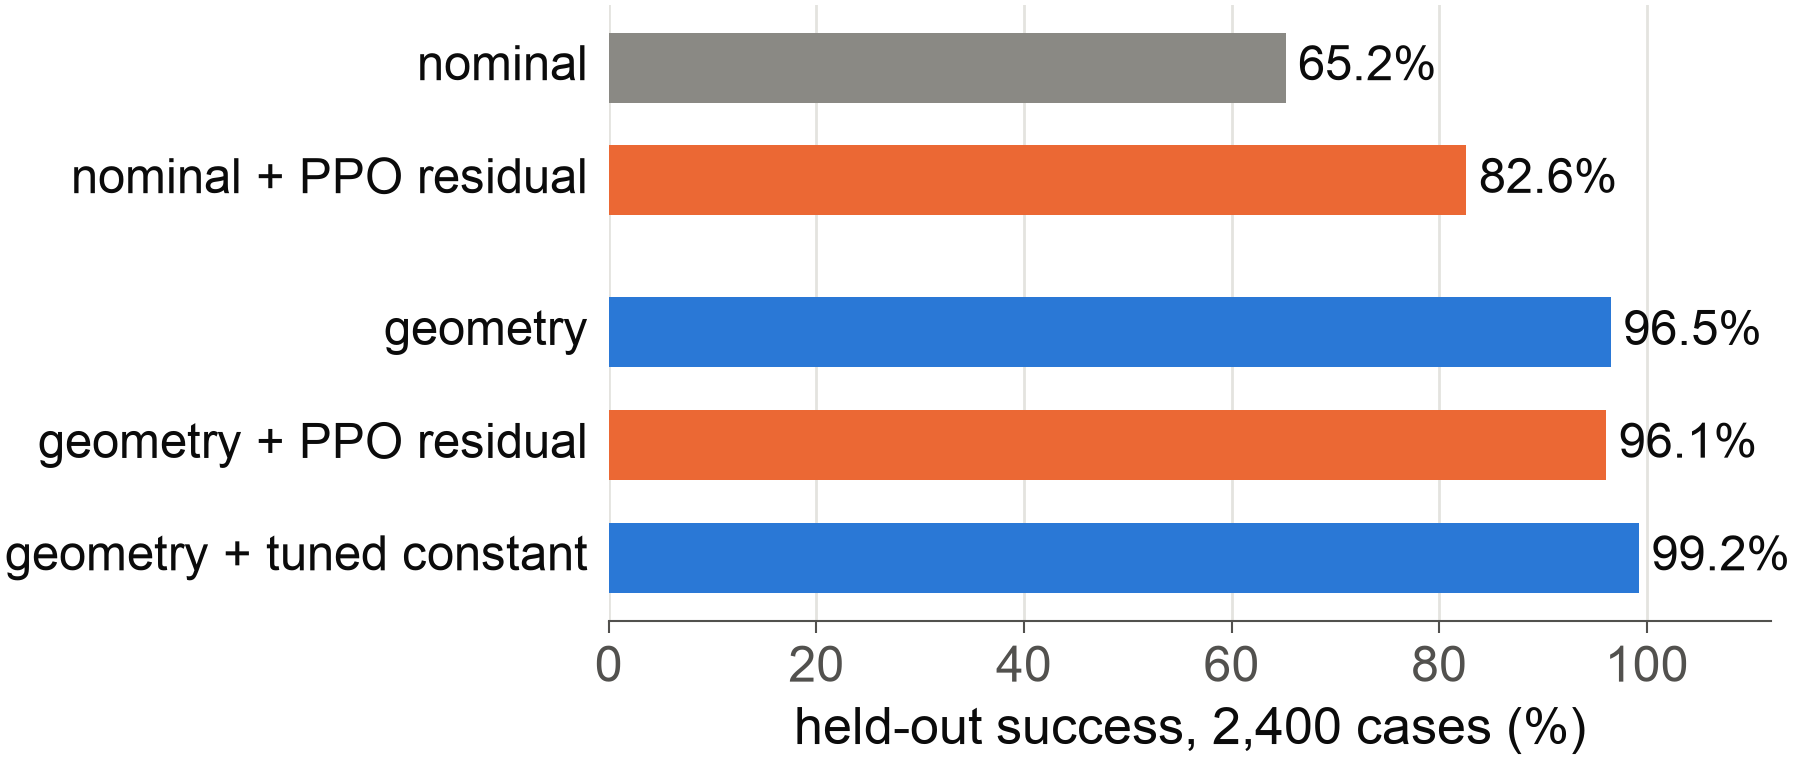 nominal 65.2%
nominal + PPO residual 82.6%
geometry 96.5%
geometry + PPO residual 96.1%
geometry + tuned constant 99.2%
0 20 40 60 80 100
held-out success, 2,400 cases (%)